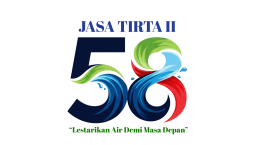 JASA TIRTA II
58
"Lestarikan Air Demi Masa Depan"